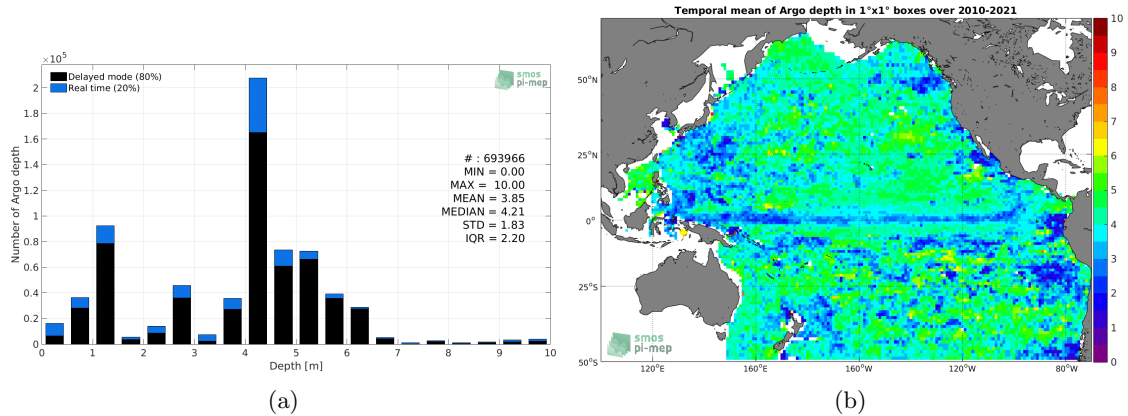 ×10⁵
Delayed mode (80%)
Real time (20%)
smos
pi-mep
Number of Argo depth
2
1.8
1.6
1.4
1.2
1
0.8
0.6
0.4
0.2
0
# : 693966
MIN = 0.00
MAX = 10.00
MEAN = 3.85
MEDIAN = 4.21
STD = 1.83
IQR = 2.20
0 1 2 3 4 5 6 7 8 9 10
Depth [m]
(a)
Temporal mean of Argo depth in 1°x1° boxes over 2010-2021
50°N
25°N
0°
25°S
50°S
120°E 160°E 160°W 120°W 80°W
smos
pi-mep
10
9
8
7
6
5
4
3
2
1
0
(b)